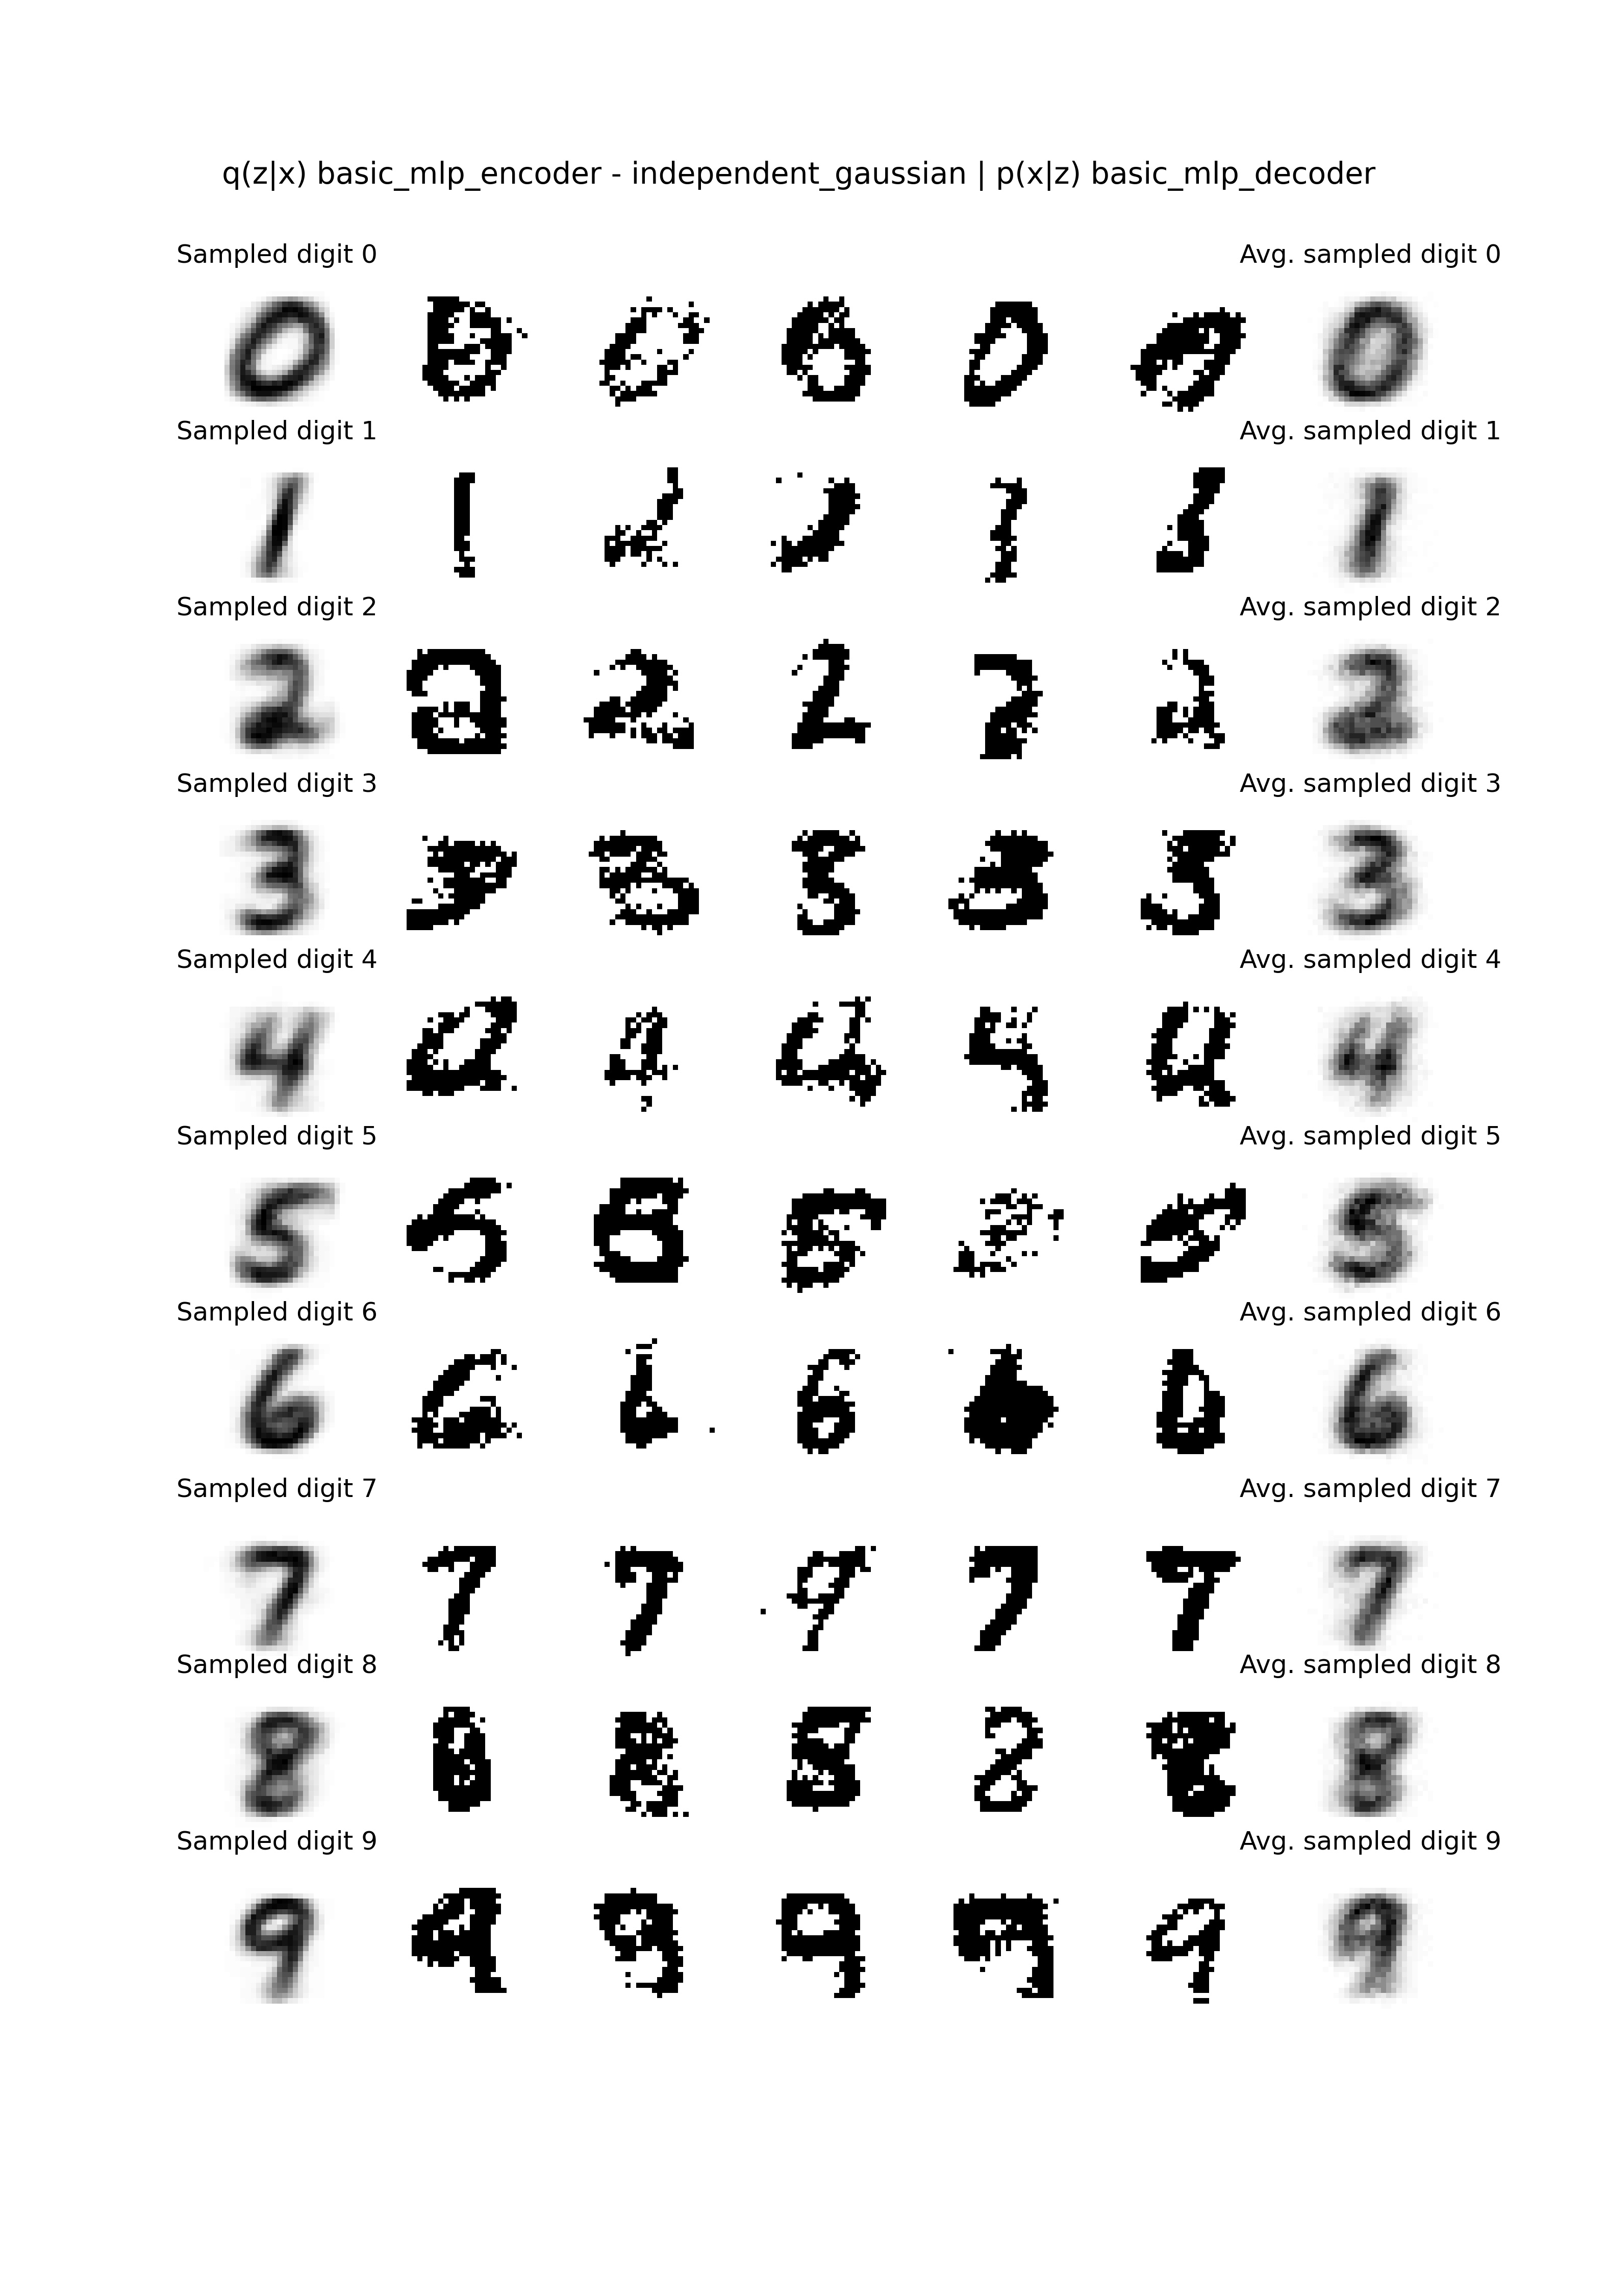 q(z|x) basic_mlp_encoder - independent_gaussian | p(x|z) basic_mlp_decoder
Sampled digit 0 Avg. sampled digit 0
Sampled digit 1 Avg. sampled digit 1
Sampled digit 2 Avg. sampled digit 2
Sampled digit 3 Avg. sampled digit 3
Sampled digit 4 Avg. sampled digit 4
Sampled digit 5 Avg. sampled digit 5
Sampled digit 6 Avg. sampled digit 6
Sampled digit 7 Avg. sampled digit 7
Sampled digit 8 Avg. sampled digit 8
Sampled digit 9 Avg. sampled digit 9